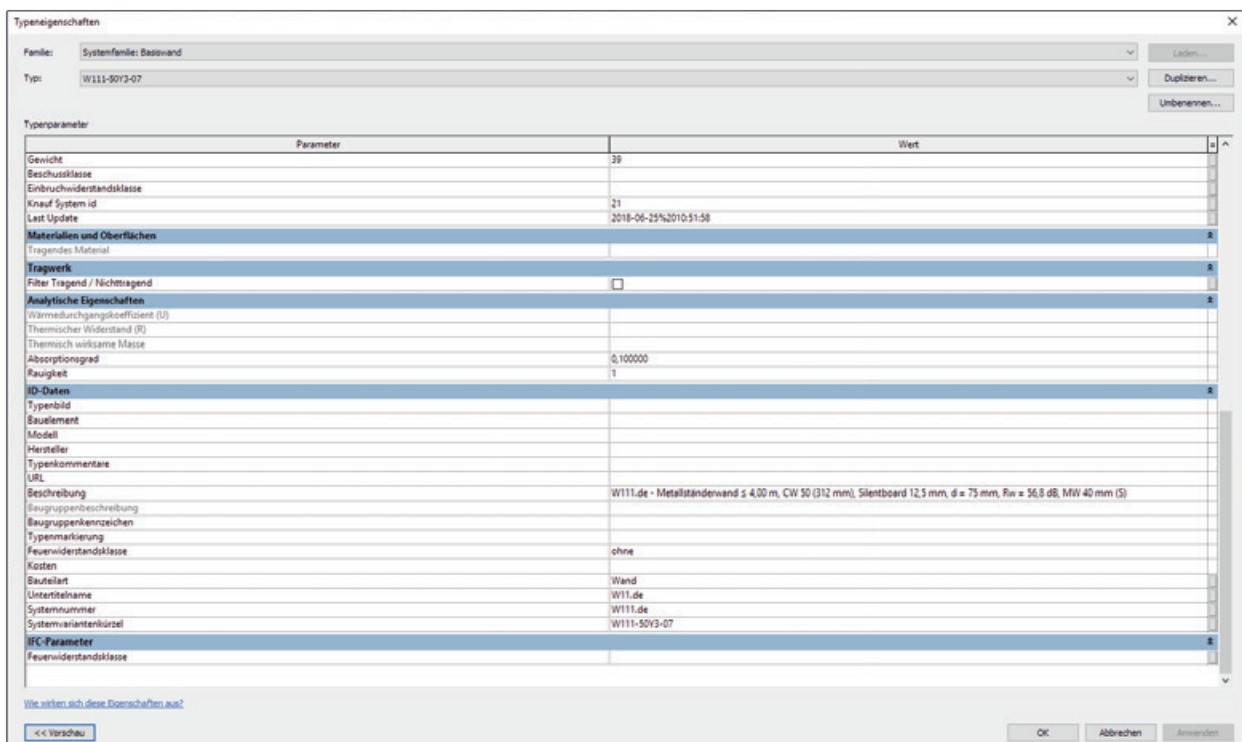 Typeneigenschaften
Familie: Systemfamilie: Basiswand Laden...
Typ: W111-50Y3-07 Duplizieren...
Umbenennen...
Typenparameter
Parameter Wert =
Gewicht 39
Beschussklasse
Einbruchwiderstandsklasse
Knauf System id 21
Last Update 2018-06-25%2010:51:58
Materialien und Oberflächen
Tragendes Material
Tragwerk
Filter Tragend / Nichttragend
Analytische Eigenschaften
Wärmedurchgangskoeffizient (U)
Thermischer Widerstand (R)
Thermisch wirksame Masse
Absorptionsgrad 0,100000
Rauigkeit 1
ID-Daten
Typenbild
Bauelement
Modell
Hersteller
Typenkommentare
URL
Beschreibung W111.de - Metallständerwand ≤ 4,00 m, CW 50 (312 mm), Silentboard 12,5 mm, d = 75 mm, Rw = 56,8 dB, MW 40 mm (S)
Baugruppenbeschreibung
Baugruppenkennzeichen
Typenmarkierung
Feuerwiderstandsklasse ohne
Kosten
Bauteilart Wand
Untertitelname W11.de
Systemnummer W111.de
Systemvariantenkürzel W111-50Y3-07
IFC-Parameter
Feuerwiderstandsklasse
Wie wirken sich diese Eigenschaften aus?
<< Vorschau OK Abbrechen Anwenden